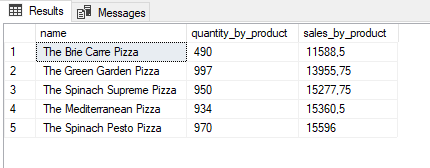 Results Messages
name quantity_by_product sales_by_product
1 The Brie Carre Pizza 490 11588,5
2 The Green Garden Pizza 997 13955,75
3 The Spinach Supreme Pizza 950 15277,75
4 The Mediterranean Pizza 934 15360,5
5 The Spinach Pesto Pizza 970 15596